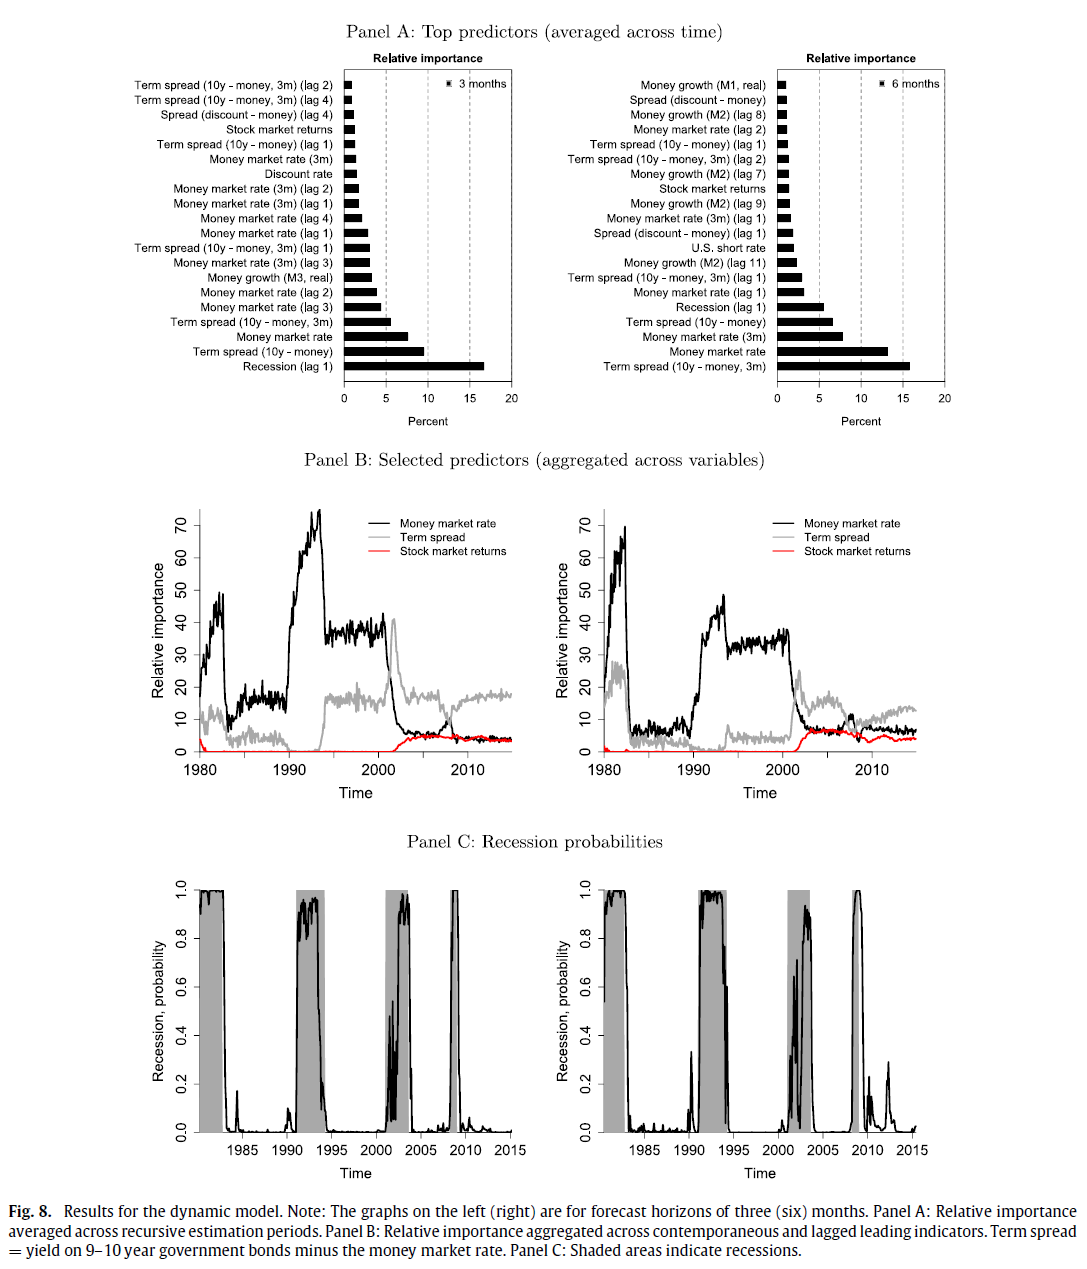 Panel A: Top predictors (averaged across time)
Relative importance
3 months
Term spread (10y - money, 3m) (lag 2)
Term spread (10y - money, 3m) (lag 4)
Spread (discount - money) (lag 4)
Stock market returns
Term spread (10y - money) (lag 1)
Money market rate (3m)
Discount rate
Money market rate (3m) (lag 2)
Money market rate (3m) (lag 1)
Money market rate (lag 4)
Money market rate (lag 1)
Term spread (10y - money, 3m) (lag 1)
Money market rate (3m) (lag 3)
Money growth (M3, real)
Money market rate (lag 2)
Money market rate (lag 3)
Term spread (10y - money, 3m)
Money market rate
Term spread (10y - money)
Recession (lag 1)
0 5 10 15 20
Percent
Relative importance
6 months
Money growth (M1, real)
Spread (discount - money)
Money growth (M2) (lag 8)
Money market rate (lag 2)
Term spread (10y - money) (lag 1)
Term spread (10y - money, 3m) (lag 2)
Money growth (M2) (lag 7)
Stock market returns
Money growth (M2) (lag 9)
Money market rate (3m) (lag 1)
Spread (discount - money) (lag 1)
U.S. short rate
Money growth (M2) (lag 11)
Term spread (10y - money, 3m) (lag 1)
Money market rate (lag 1)
Recession (lag 1)
Term spread (10y - money)
Money market rate (3m)
Money market rate
Term spread (10y - money, 3m)
0 5 10 15 20
Percent
Panel B: Selected predictors (aggregated across variables)
Relative importance
70
60
50
40
30
20
10
0
Money market rate
Term spread
Stock market returns
1980 1990 2000 2010
Time
Relative importance
70
60
50
40
30
20
10
0
Money market rate
Term spread
Stock market returns
1980 1990 2000 2010
Time
Panel C: Recession probabilities
Recession, probability
1.0
0.8
0.6
0.4
0.2
0.0
1985 1990 1995 2000 2005 2010 2015
Time
Recession, probability
1.0
0.8
0.6
0.4
0.2
0.0
1985 1990 1995 2000 2005 2010 2015
Time
Fig. 8. Results for the dynamic model. Note: The graphs on the left (right) are for forecast horizons of three (six) months. Panel A: Relative importance
averaged across recursive estimation periods. Panel B: Relative importance aggregated across contemporaneous and lagged leading indicators. Term spread
= yield on 9–10 year government bonds minus the money market rate. Panel C: Shaded areas indicate recessions.